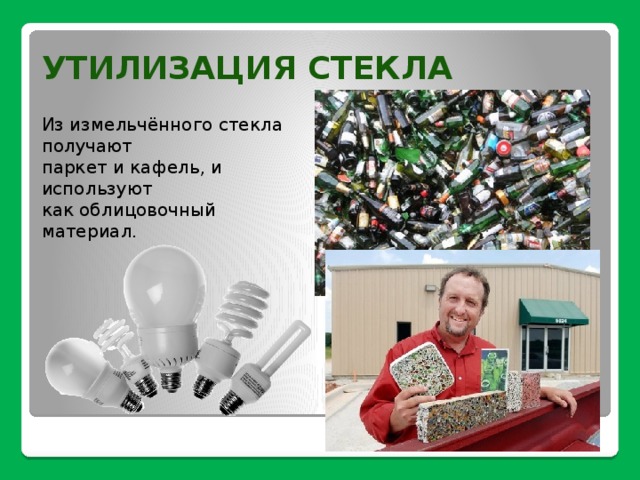 УТИЛИЗАЦИЯ СТЕКЛА
Из измельчённого стекла
получают
паркет и кафель, и
используют
как облицовочный
материал.